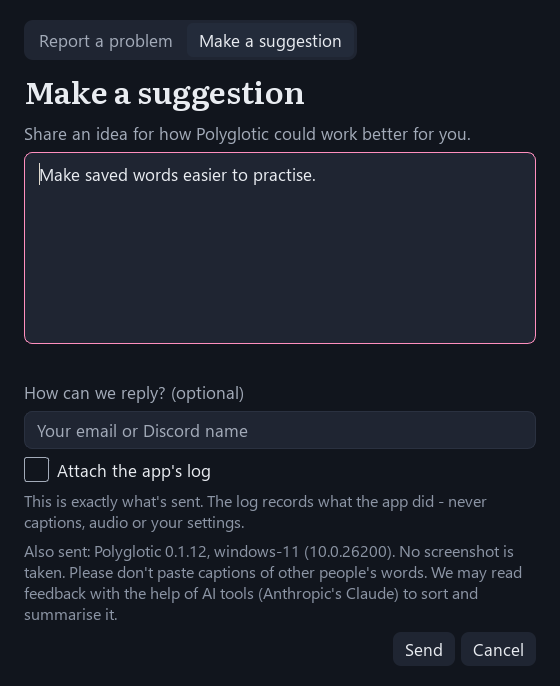 Report a problem
Make a suggestion
Make a suggestion
Share an idea for how Polyglotic could work better for you.
Make saved words easier to practise.
How can we reply? (optional)
Your email or Discord name
Attach the app's log
This is exactly what's sent. The log records what the app did - never
captions, audio or your settings.
Also sent: Polyglotic 0.1.12, windows-11 (10.0.26200). No screenshot is
taken. Please don't paste captions of other people's words. We may read
feedback with the help of AI tools (Anthropic's Claude) to sort and
summarise it.
Send
Cancel